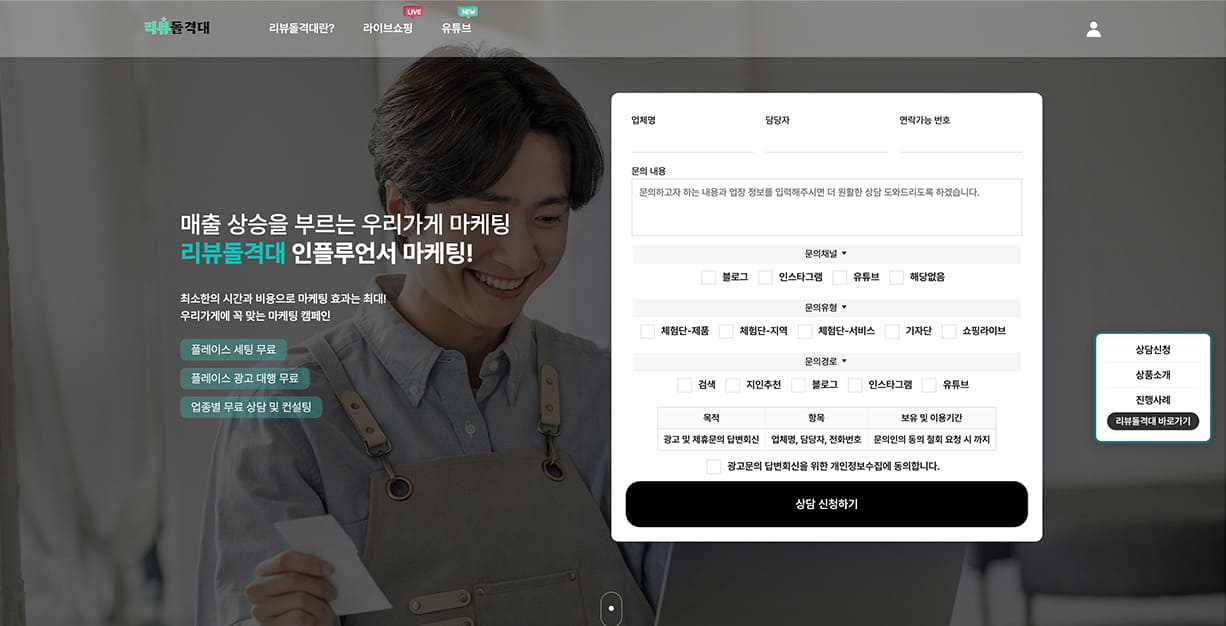 리뷰돌격대
리뷰돌격대란?
라이브쇼핑
LIVE
유튜브
NEW
매출 상승을 부르는 우리가게 마케팅
리뷰돌격대 인플루언서 마케팅!
최소한의 시간과 비용으로 마케팅 효과는 최대!
우리가게에 꼭 맞는 마케팅 캠페인
플레이스 세팅 무료
플레이스 광고 대행 무료
업종별 무료 상담 및 컨설팅
업체명 담당자 연락가능 번호
문의 내용
문의하고자 하는 내용과 업장 정보를 입력해주시면 더 원활한 상담 도와드리도록 하겠습니다.
문의채널
블로그 인스타그램 유튜브 해당없음
문의유형
체험단-제품 체험단-지역 체험단-서비스 기자단 쇼핑라이브
문의경로
검색 지인추천 블로그 인스타그램 유튜브
목적 항목 보유 및 이용기간
광고 및 제휴문의 답변회신 업체명, 담당자, 전화번호 문의인의 동의 철회 요청 시 까지
광고문의 답변회신을 위한 개인정보수집에 동의합니다.
상담 신청하기
상담신청
상품소개
진행사례
리뷰돌격대 바로가기